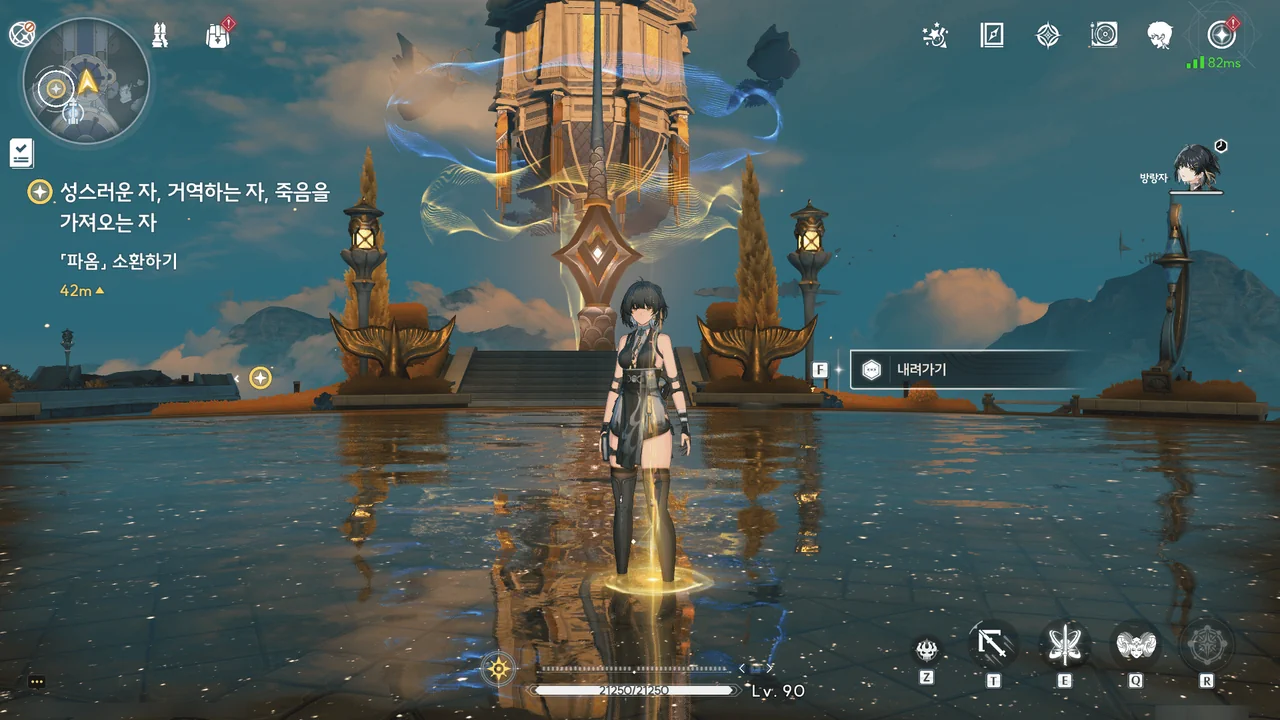 82ms
성스러운 자, 거역하는 자, 죽음을
가져오는 자
「파옴」 소환하기
42m
방랑자
F
내려가기
21250/21250
Lv. 90
Z
T
E
Q
R